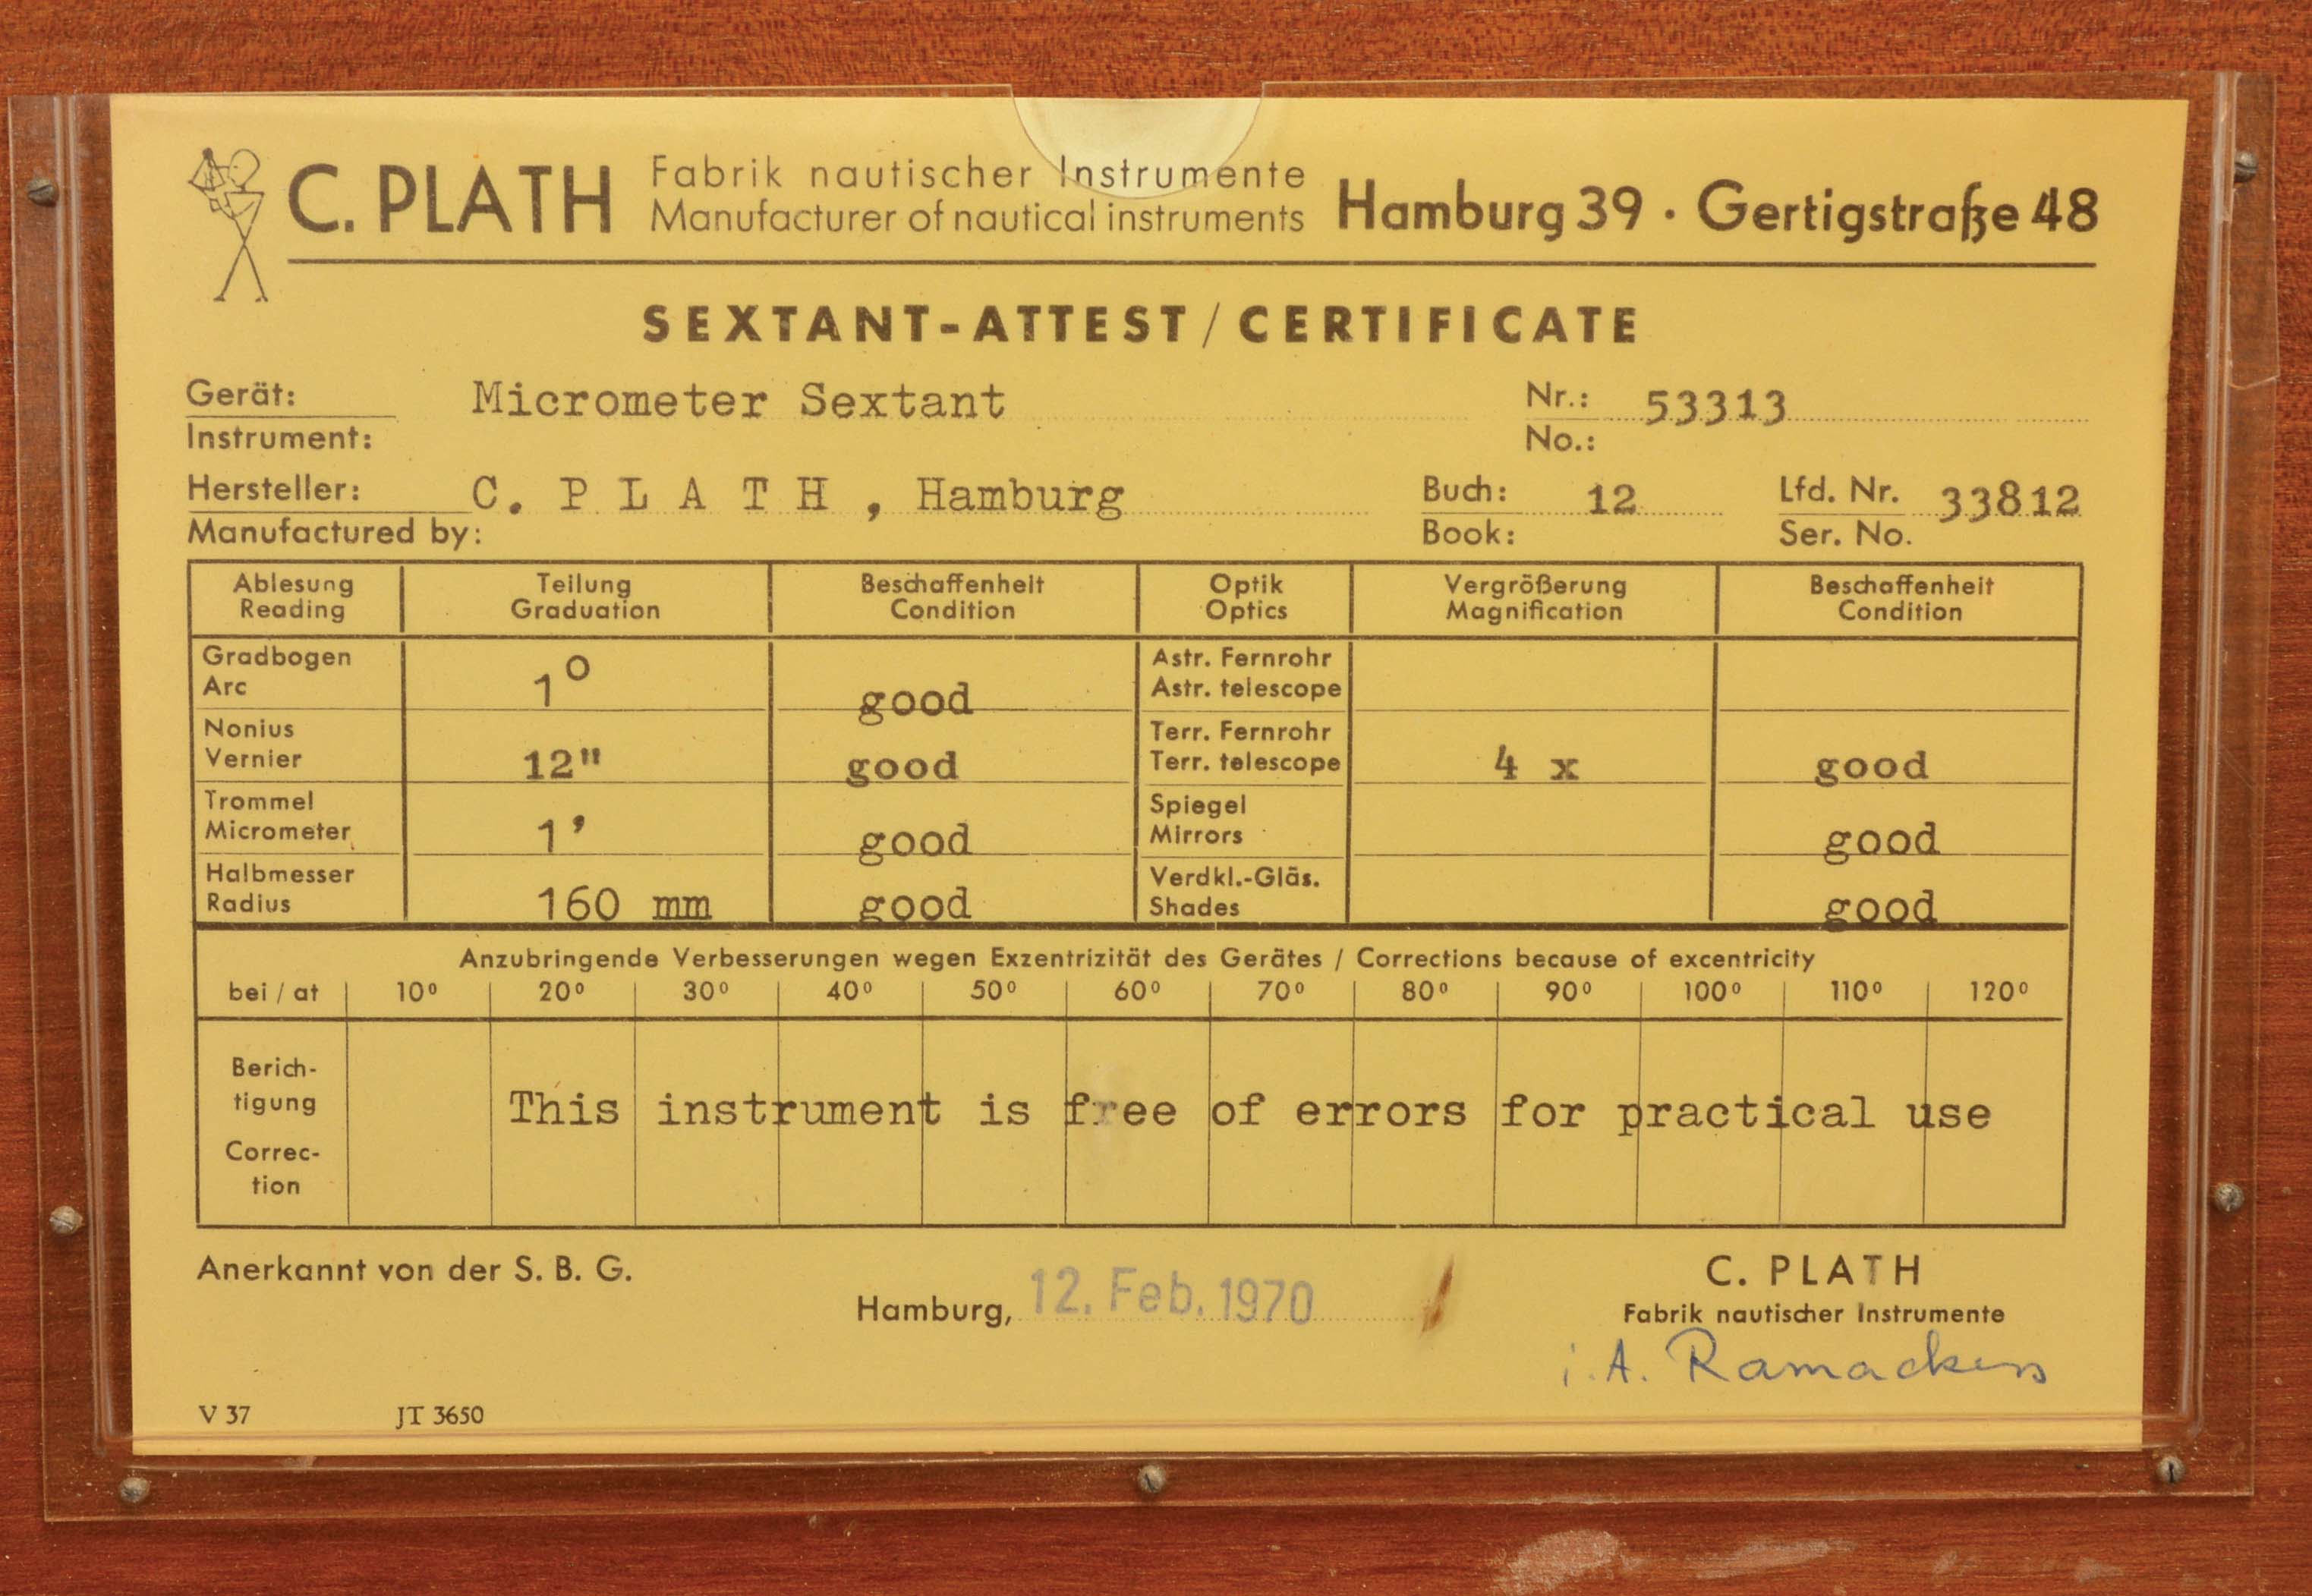 C. PLATH Fabrik nautischer Instrumente Hamburg 39 · Gertigstraße 48
Manufacturer of nautical instruments
SEXTANT-ATTEST / CERTIFICATE
Gerät: Micrometer Sextant Nr.: 53313
Instrument: No.:
Hersteller: C. P L A T H , Hamburg Buch: 12 Lfd. Nr. 33812
Manufactured by: Book: Ser. No.
Ablesung Teilung Beschaffenheit Optik Vergrößerung Beschaffenheit
Reading Graduation Condition Optics Magnification Condition
Gradbogen 1° Astr. Fernrohr
Arc good Astr. telescope
Nonius Terr. Fernrohr
Vernier 12" good Terr. telescope 4 x good
Trommel Spiegel
Micrometer 1' good Mirrors good
Halbmesser Verdkl.-Gläs.
Radius 160 mm good Shades good
Anzubringende Verbesserungen wegen Exzentrizität des Gerätes / Corrections because of excentricity
bei / at 10° 20° 30° 40° 50° 60° 70° 80° 90° 100° 110° 120°
Berich-
tigung This instrument is free of errors for practical use
Correc-
tion
Anerkannt von der S. B. G. C. PLATH
Hamburg, 12. Feb. 1970 Fabrik nautischer Instrumente
i. A. Ramackers
V 37 JT 3650